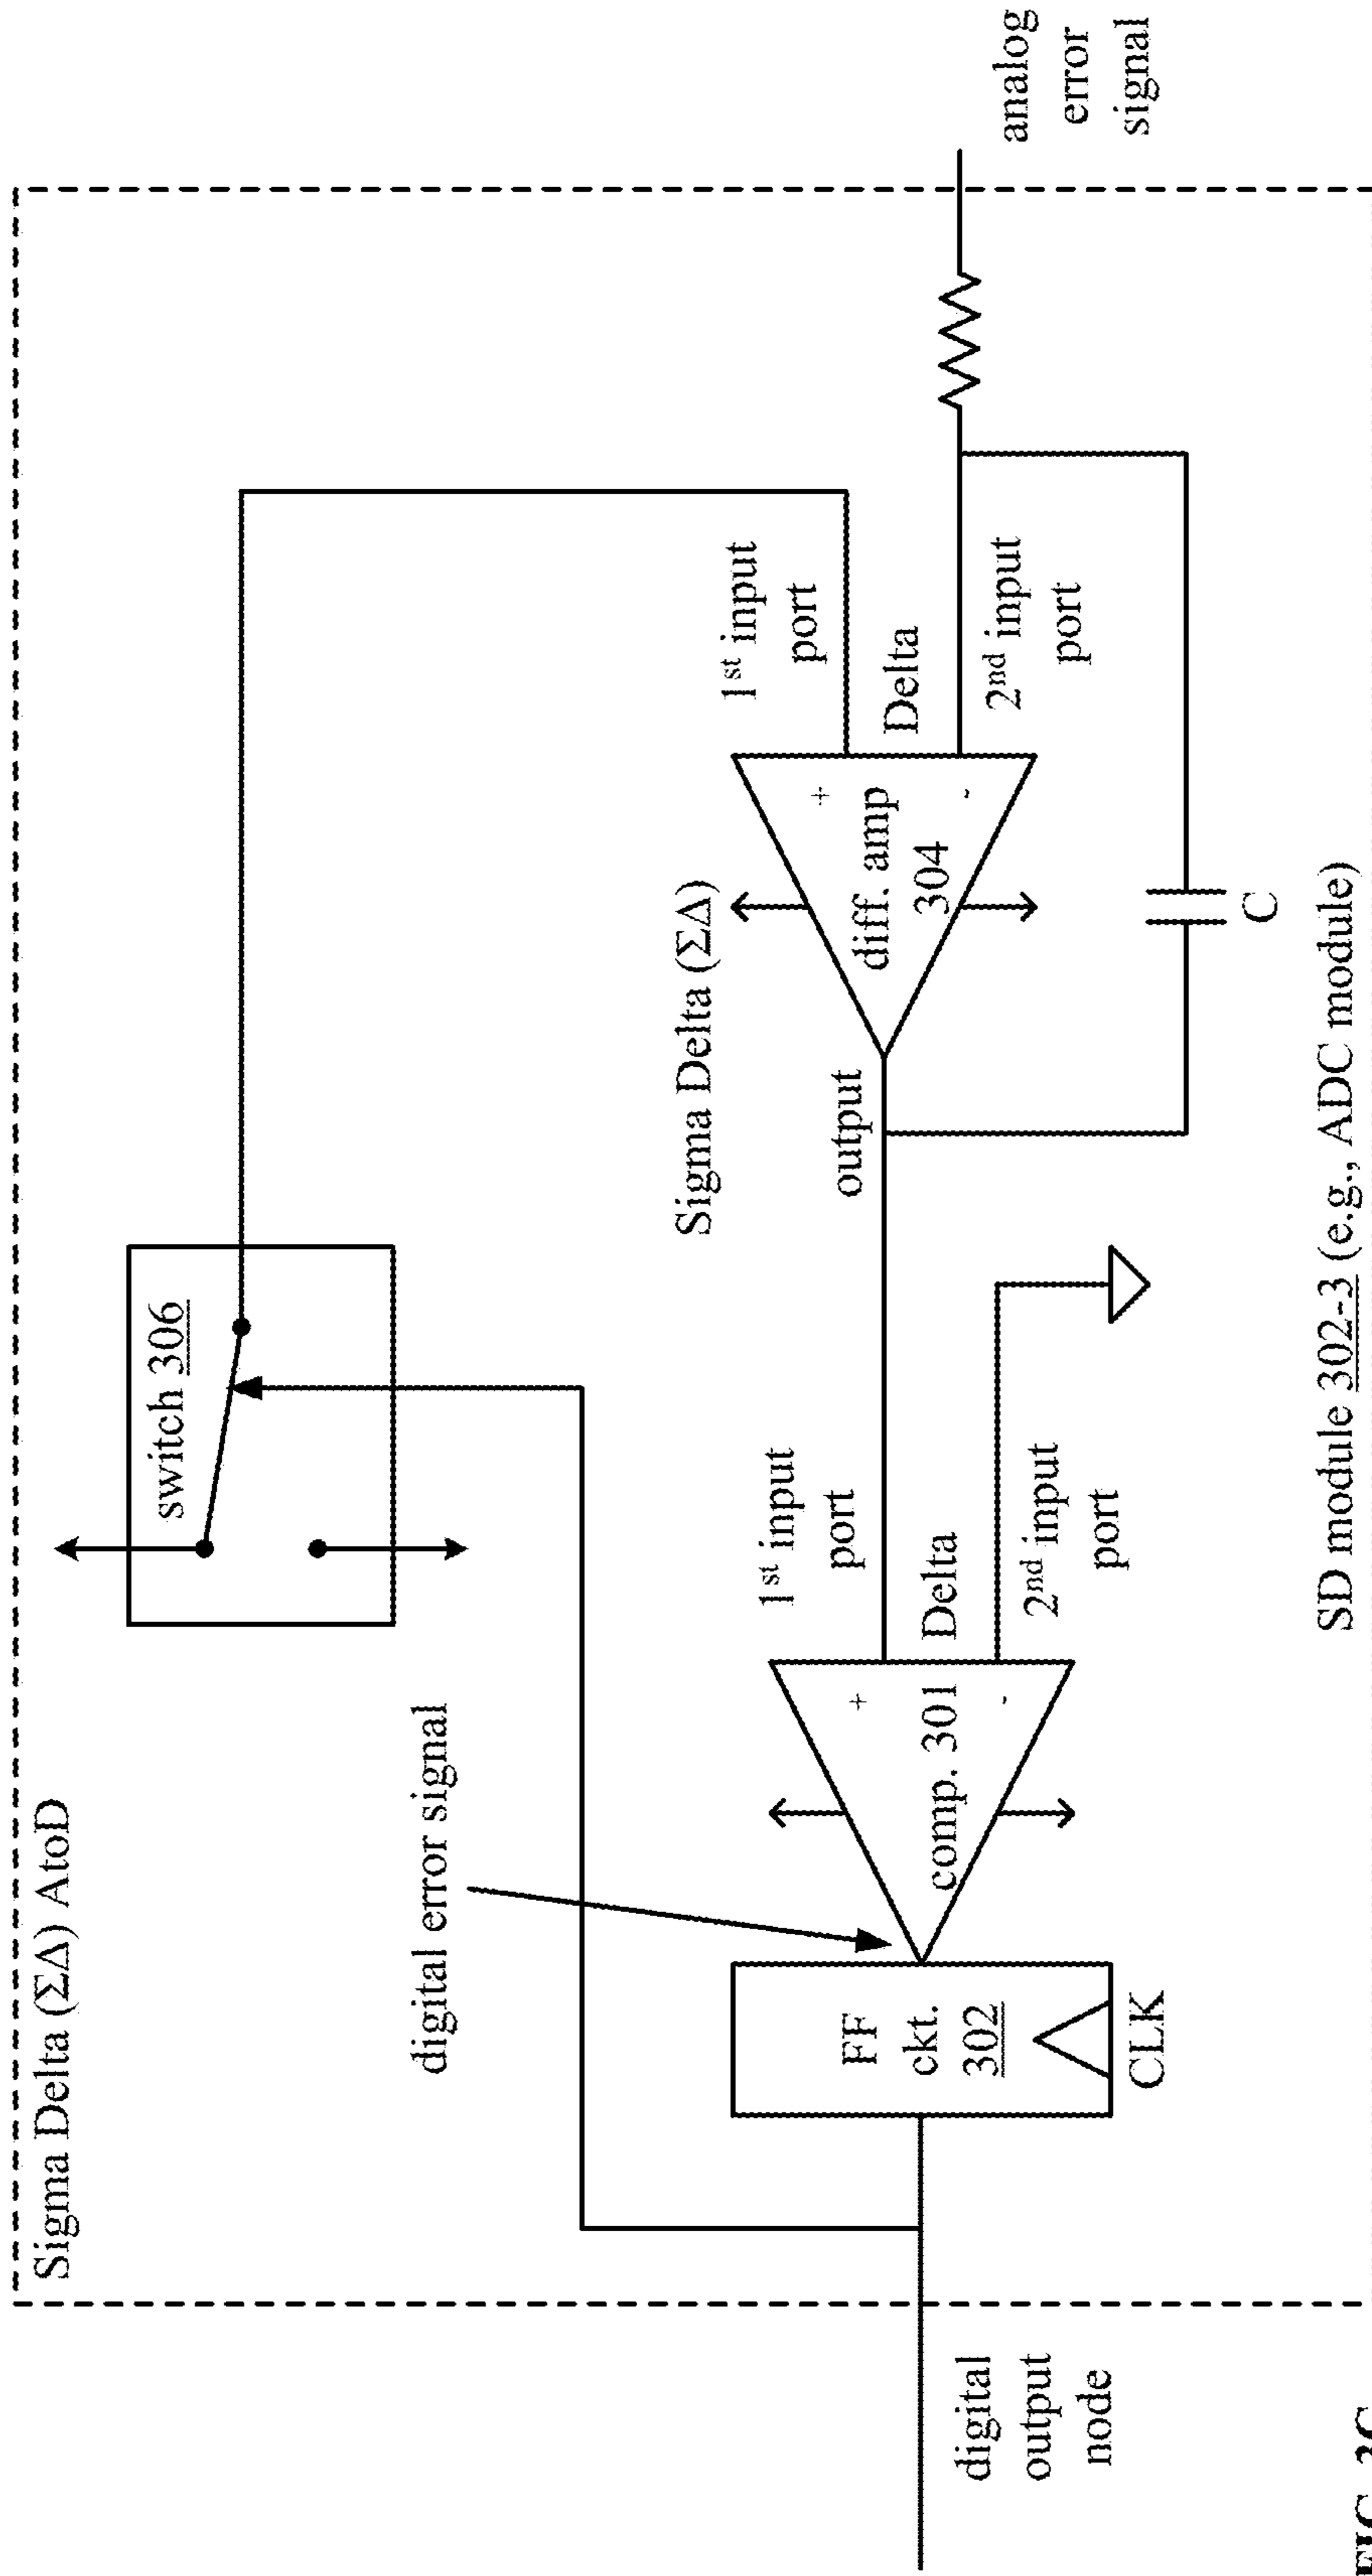 Sigma Delta (ΣΔ) AtoD
switch 306
digital error signal
Sigma Delta (ΣΔ)
1st input
port
Delta
2nd input
port
+
-
comp. 301
FF
ckt.
302
CLK
output
1st input
port
Delta
2nd input
port
+
-
diff. amp
304
C
analog
error
signal
digital
output
node
SD module 302-3 (e.g., ADC module)
FIG. 3C